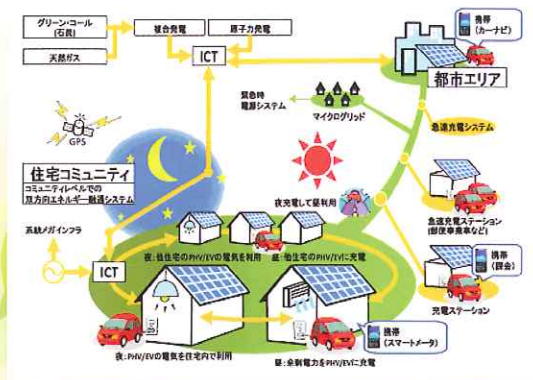 グリーン・コール
(石炭)
複合発電
原子力発電
天然ガス
ICT
携帯
(カーナビ)
都市エリア
緊急時
電源システム
マイクログリッド
急速充電システム
GPS
住宅コミュニティ
コミュニティレベルでの
双方向エネルギー融通システム
夜充電して昼利用
急速充電ステーション
(郵便事業車など)
系統メガインフラ
ICT
夜:他住宅のPHV/EVの電気を利用
昼:他住宅のPHV/EVに充電
携帯
(課金)
充電ステーション
携帯
(スマートメータ)
夜:PHV/EVの電気を住宅内で利用
昼:余剰電力をPHV/EVに充電